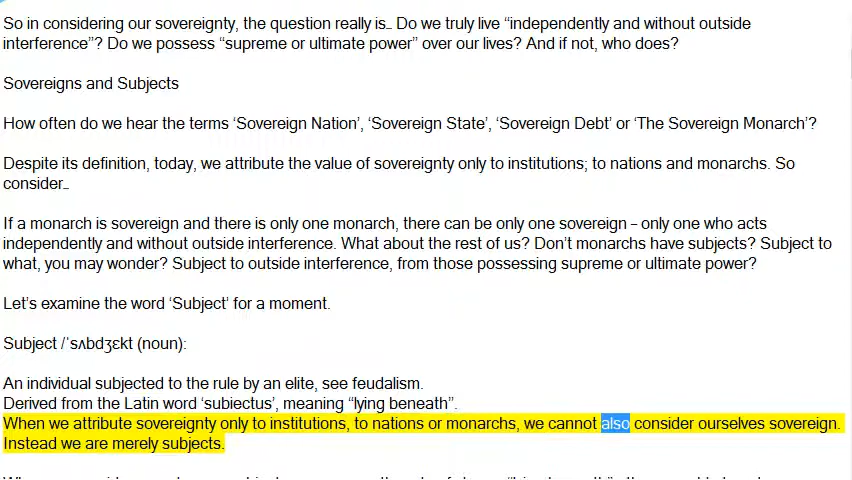 So in considering our sovereignty, the question really is… Do we truly live “independently and without outside
interference”? Do we possess “supreme or ultimate power” over our lives? And if not, who does?
Sovereigns and Subjects
How often do we hear the terms ‘Sovereign Nation’, ‘Sovereign State’, ‘Sovereign Debt’ or ‘The Sovereign Monarch’?
Despite its definition, today, we attribute the value of sovereignty only to institutions; to nations and monarchs. So
consider…
If a monarch is sovereign and there is only one monarch, there can be only one sovereign – only one who acts
independently and without outside interference. What about the rest of us? Don’t monarchs have subjects? Subject to
what, you may wonder? Subject to outside interference, from those possessing supreme or ultimate power?
Let’s examine the word ‘Subject’ for a moment.
Subject /ˈsʌbdʒɛkt (noun):
An individual subjected to the rule by an elite, see feudalism.
Derived from the Latin word ‘subiectus’, meaning “lying beneath”.
When we attribute sovereignty only to institutions, to nations or monarchs, we cannot also consider ourselves sovereign.
Instead we are merely subjects.